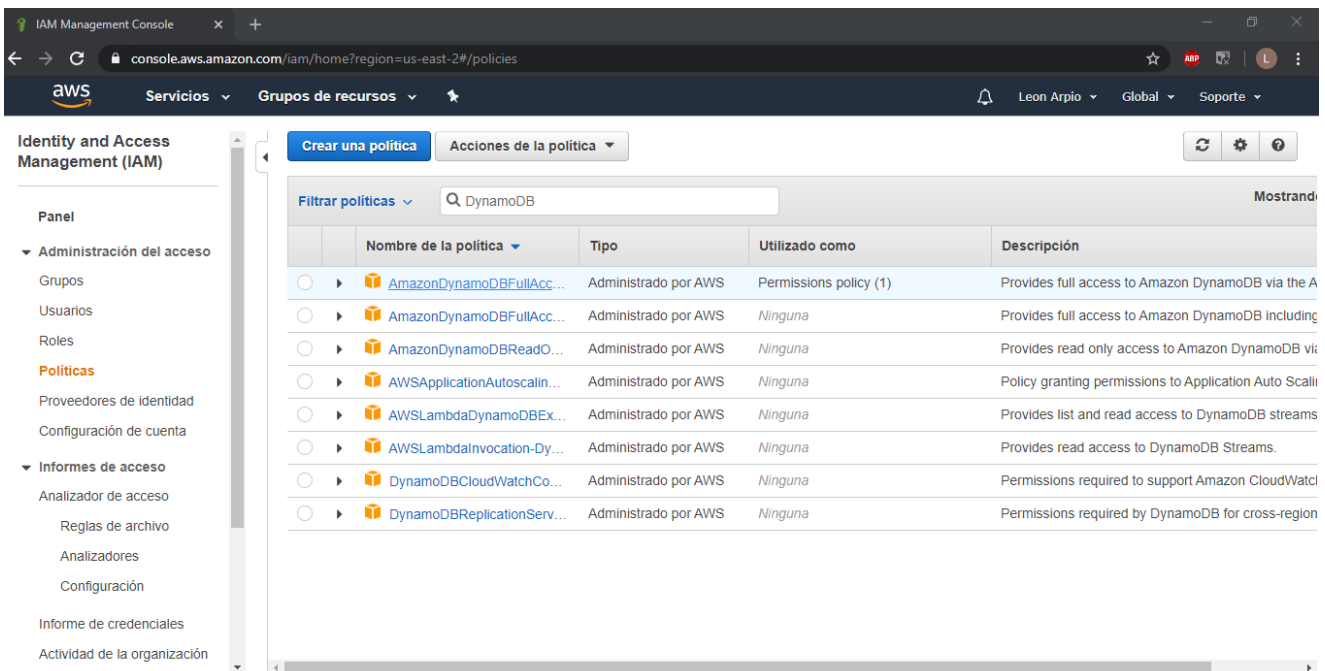 IAM Management Console
console.aws.amazon.com/iam/home?region=us-east-2#/policies
ABP
L
aws
Servicios
Grupos de recursos
Leon Arpio
Global
Soporte
Identity and Access
Management (IAM)
Panel
Administración del acceso
Grupos
Usuarios
Roles
Políticas
Proveedores de identidad
Configuración de cuenta
Informes de acceso
Analizador de acceso
Reglas de archivo
Analizadores
Configuración
Informe de credenciales
Actividad de la organización
Crear una política
Acciones de la política
Filtrar políticas
DynamoDB
Mostrand
Nombre de la política Tipo Utilizado como Descripción
AmazonDynamoDBFullAcc... Administrado por AWS Permissions policy (1) Provides full access to Amazon DynamoDB via the A
AmazonDynamoDBFullAcc... Administrado por AWS Ninguna Provides full access to Amazon DynamoDB including
AmazonDynamoDBReadO... Administrado por AWS Ninguna Provides read only access to Amazon DynamoDB via
AWSApplicationAutoscalin... Administrado por AWS Ninguna Policy granting permissions to Application Auto Scali
AWSLambdaDynamoDBEx... Administrado por AWS Ninguna Provides list and read access to DynamoDB streams
AWSLambdaInvocation-Dy... Administrado por AWS Ninguna Provides read access to DynamoDB Streams.
DynamoDBCloudWatchCo... Administrado por AWS Ninguna Permissions required to support Amazon CloudWatc
DynamoDBReplicationServ... Administrado por AWS Ninguna Permissions required by DynamoDB for cross-region